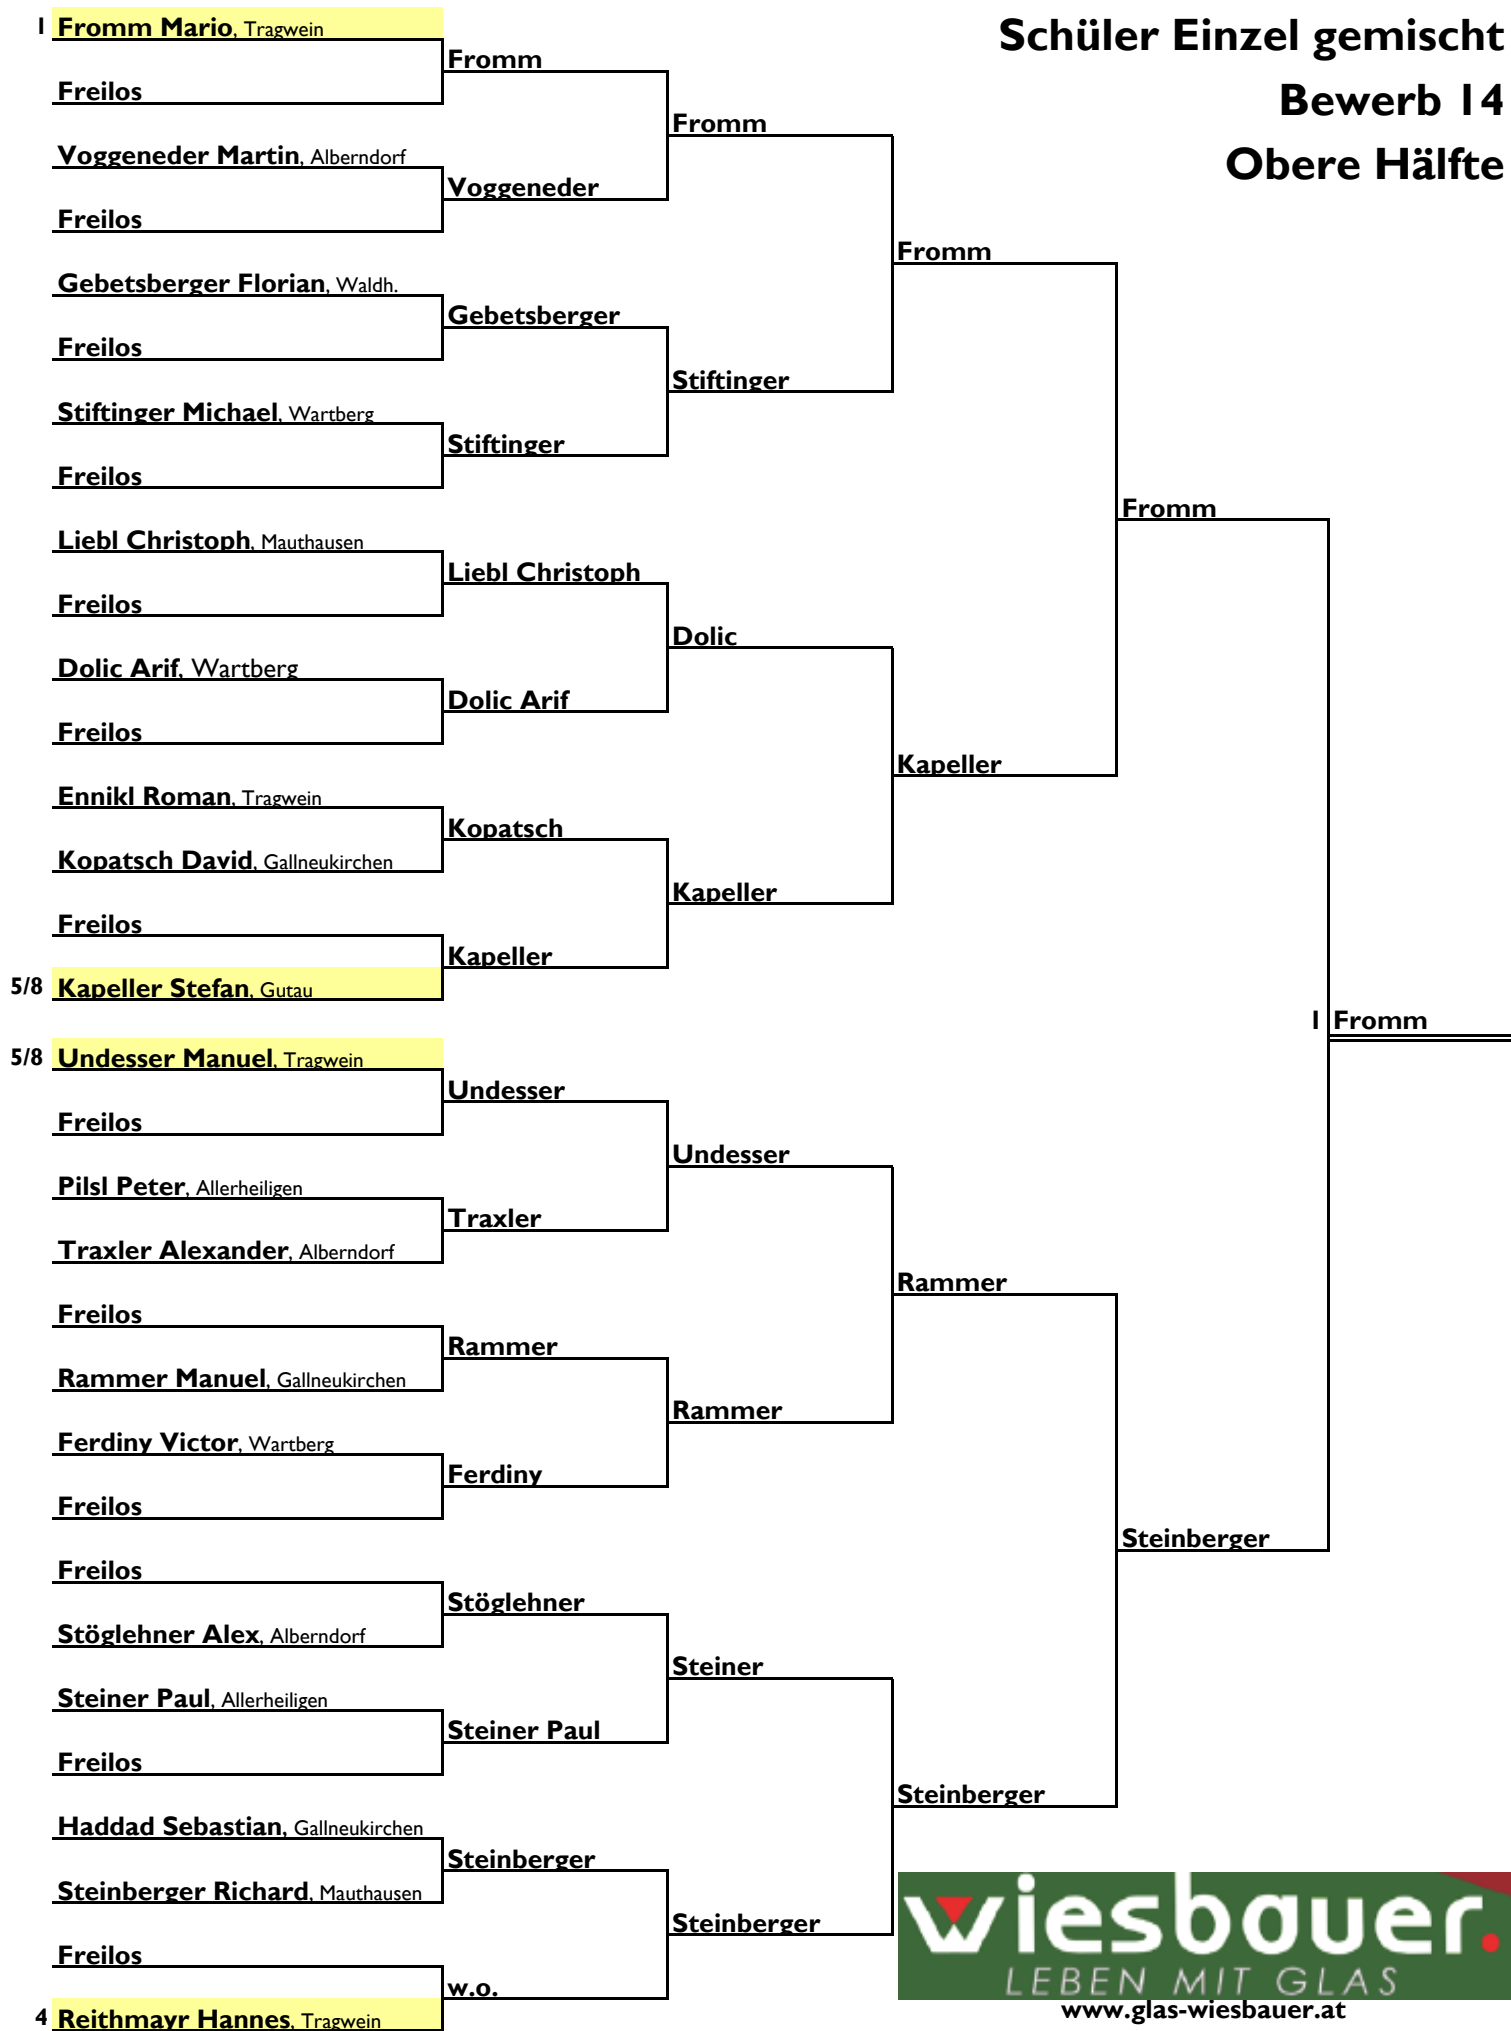 Schüler Einzel gemischt
Bewerb 14
Obere Hälfte
1 Fromm Mario, Tragwein
Fromm
Freilos
Fromm
Voggeneder Martin, Alberndorf
Voggeneder
Freilos
Fromm
Gebetsberger Florian, Waldh.
Gebetsberger
Freilos
Stiftinger
Stiftinger Michael, Wartberg
Stiftinger
Freilos
Fromm
Liebl Christoph, Mauthausen
Liebl Christoph
Freilos
Dolic
Dolic Arif, Wartberg
Dolic Arif
Freilos
Kapeller
Ennikl Roman, Tragwein
Kopatsch
Kopatsch David, Gallneukirchen
Kapeller
Freilos
Kapeller
5/8 Kapeller Stefan, Gutau
1 Fromm
5/8 Undesser Manuel, Tragwein
Undesser
Freilos
Undesser
Pilsl Peter, Allerheiligen
Traxler
Traxler Alexander, Alberndorf
Rammer
Freilos
Rammer
Rammer Manuel, Gallneukirchen
Rammer
Ferdiny Victor, Wartberg
Ferdiny
Freilos
Steinberger
Freilos
Stöglehner
Stöglehner Alex, Alberndorf
Steiner
Steiner Paul, Allerheiligen
Steiner Paul
Freilos
Steinberger
Haddad Sebastian, Gallneukirchen
Steinberger
Steinberger Richard, Mauthausen
Steinberger
Freilos
w.o.
4 Reithmayr Hannes, Tragwein
wiesbauer.
LEBEN MIT GLAS
www.glas-wiesbauer.at